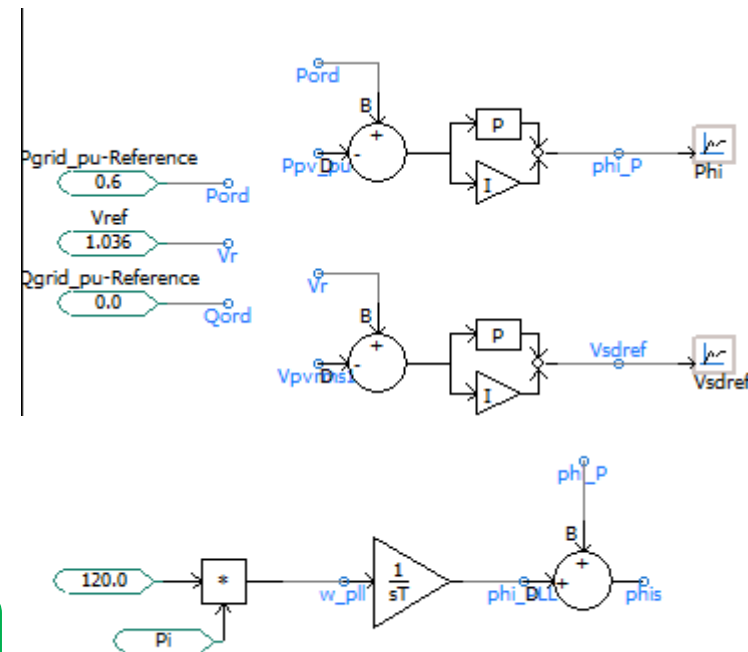 Pord
B
+
P
Ppv_pu
D
-
I
phi_P
Phi
Pgrid_pu-Reference
0.6
Pord
Vref
1.036
Vr
Qgrid_pu-Reference
0.0
Qord
Vr
B
+
P
D
-
I
Vsdref
Vsdref
phi_P
B
+
120.0
*
w_pll
1
sT
D
+
phis
Pi